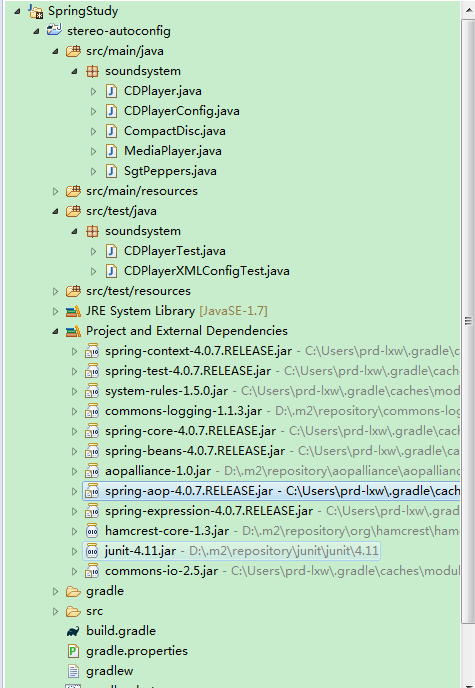 SpringStudy
stereo-autoconfig
src/main/java
soundsystem
CDPlayer.java
CDPlayerConfig.java
CompactDisc.java
MediaPlayer.java
SgtPeppers.java
src/main/resources
src/test/java
soundsystem
CDPlayerTest.java
CDPlayerXMLConfigTest.java
src/test/resources
JRE System Library [JavaSE-1.7]
Project and External Dependencies
spring-context-4.0.7.RELEASE.jar - C:\Users\prd-lxw\.gradle\caches
spring-test-4.0.7.RELEASE.jar - C:\Users\prd-lxw\.gradle\caches\m
system-rules-1.5.0.jar - C:\Users\prd-lxw\.gradle\caches\modu
commons-logging-1.1.3.jar - D:\.m2\repository\commons-log
spring-core-4.0.7.RELEASE.jar - C:\Users\prd-lxw\.gradle\caches\
spring-beans-4.0.7.RELEASE.jar - C:\Users\prd-lxw\.gradle\caches
aopalliance-1.0.jar - D:\.m2\repository\aopalliance\aopallian
spring-aop-4.0.7.RELEASE.jar - C:\Users\prd-lxw\.gradle\cach
spring-expression-4.0.7.RELEASE.jar - C:\Users\prd-lxw\.gradle
hamcrest-core-1.3.jar - D:\.m2\repository\org\hamcrest\ham
junit-4.11.jar - D:\.m2\repository\junit\junit\4.11
commons-io-2.5.jar - C:\Users\prd-lxw\.gradle\caches\modul
gradle
src
build.gradle
gradle.properties
gradlew